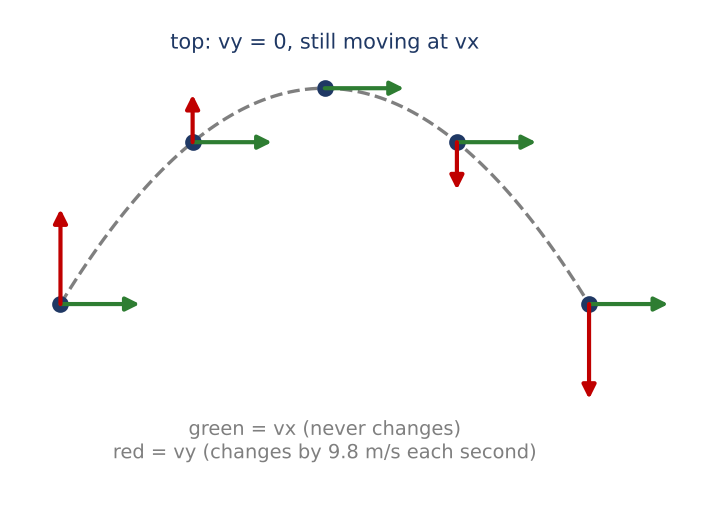 top: vy = 0, still moving at vx
green = vx (never changes)
red = vy (changes by 9.8 m/s each second)